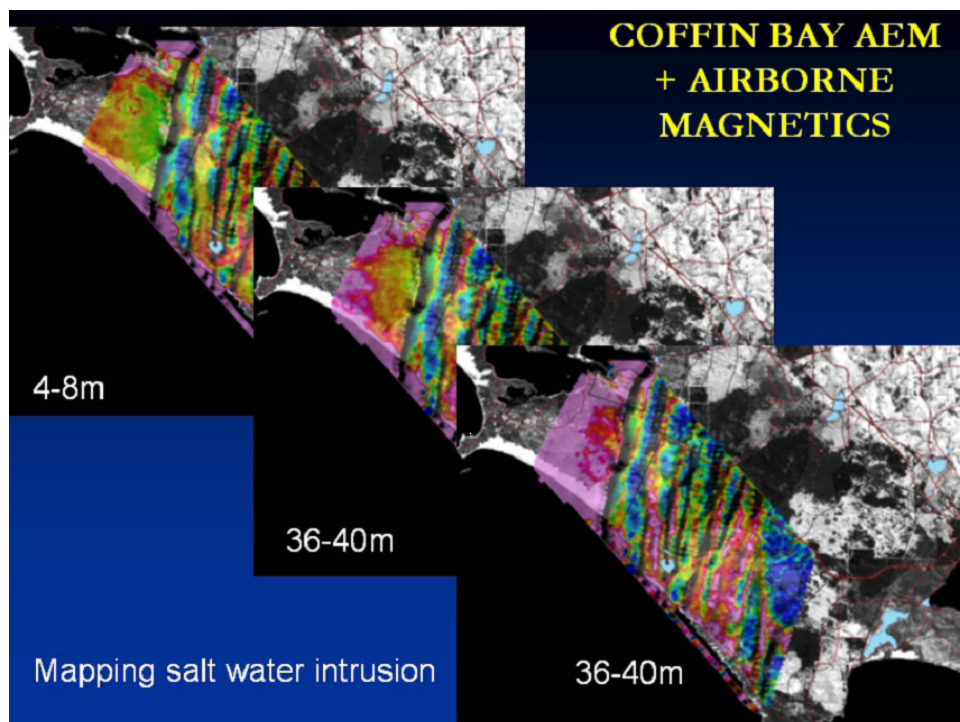 COFFIN BAY AEM
+ AIRBORNE
MAGNETICS
4-8m
36-40m
36-40m
Mapping salt water intrusion